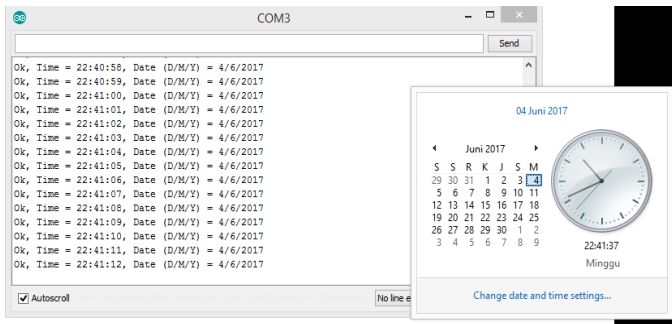 COM3
Send
Ok, Time = 22:40:59, Date (D/M/Y) = 4/6/2017
Ok, Time = 22:41:00, Date (D/M/Y) = 4/6/2017
Ok, Time = 22:41:01, Date (D/M/Y) = 4/6/2017
Ok, Time = 22:41:02, Date (D/M/Y) = 4/6/2017
Ok, Time = 22:41:03, Date (D/M/Y) = 4/6/2017
Ok, Time = 22:41:04, Date (D/M/Y) = 4/6/2017
Ok, Time = 22:41:05, Date (D/M/Y) = 4/6/2017
Ok, Time = 22:41:06, Date (D/M/Y) = 4/6/2017
Ok, Time = 22:41:07, Date (D/M/Y) = 4/6/2017
Ok, Time = 22:41:08, Date (D/M/Y) = 4/6/2017
Ok, Time = 22:41:09, Date (D/M/Y) = 4/6/2017
Ok, Time = 22:41:10, Date (D/M/Y) = 4/6/2017
Ok, Time = 22:41:11, Date (D/M/Y) = 4/6/2017
Ok, Time = 22:41:12, Date (D/M/Y) = 4/6/2017
Autoscroll
No line e
04 Juni 2017
Juni 2017
S S R K J S M
29 30 31 1 2 3 4
5 6 7 8 9 10 11
12 13 14 15 16 17 18
19 20 21 22 23 24 25
26 27 28 29 30 1 2
3 4 5 6 7 8 9
22:41:37
Minggu
Change date and time settings...